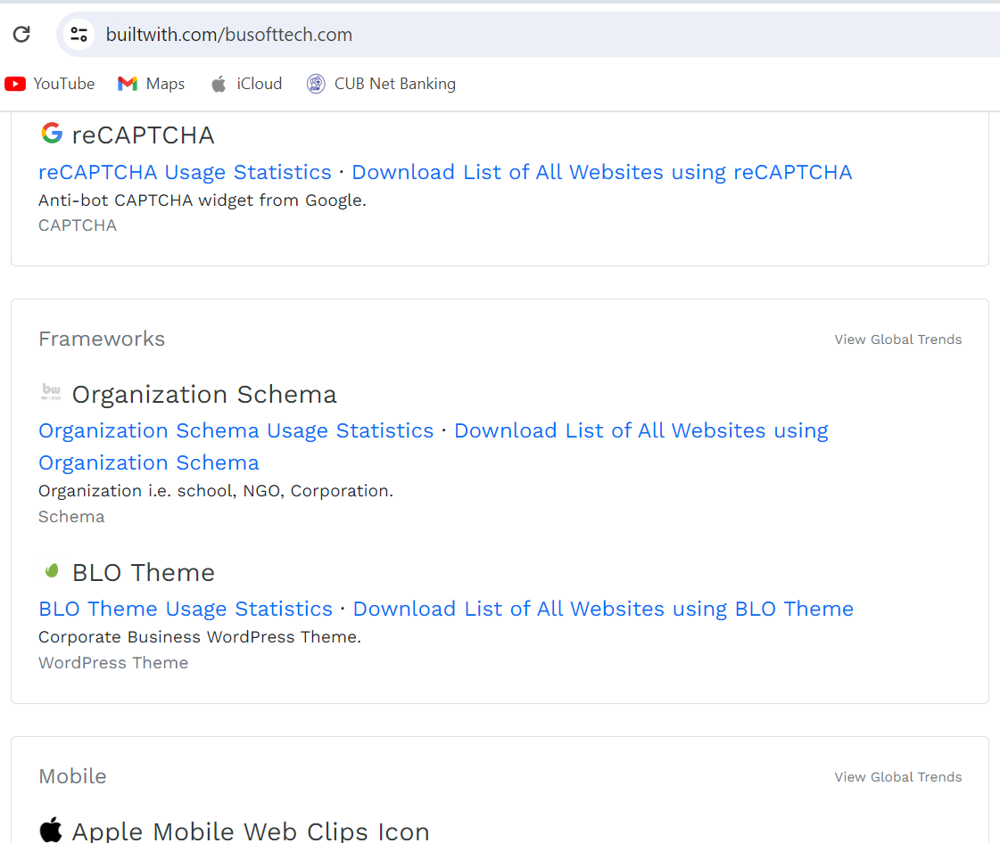 builtwith.com/busofttech.com
YouTube Maps iCloud CUB Net Banking
reCAPTCHA
reCAPTCHA Usage Statistics · Download List of All Websites using reCAPTCHA
Anti-bot CAPTCHA widget from Google.
CAPTCHA
Frameworks View Global Trends
bw
NO LOGO
Organization Schema
Organization Schema Usage Statistics · Download List of All Websites using
Organization Schema
Organization i.e. school, NGO, Corporation.
Schema
BLO Theme
BLO Theme Usage Statistics · Download List of All Websites using BLO Theme
Corporate Business WordPress Theme.
WordPress Theme
Mobile View Global Trends
Apple Mobile Web Clips Icon